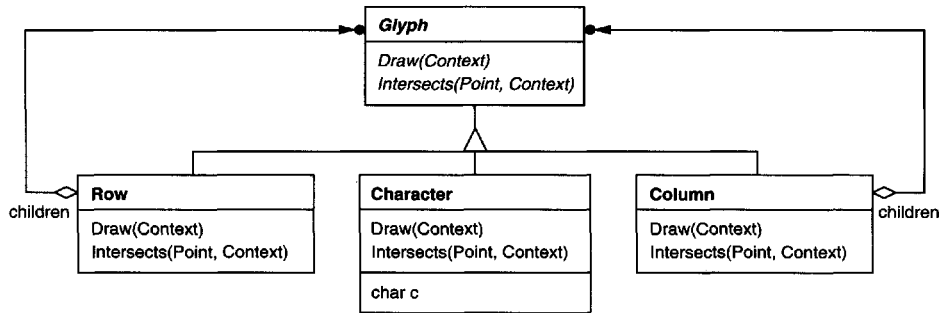 Glyph
Draw(Context)
Intersects(Point, Context)
children
Row
Draw(Context)
Intersects(Point, Context)
Character
Draw(Context)
Intersects(Point, Context)
char c
Column
Draw(Context)
Intersects(Point, Context)
children